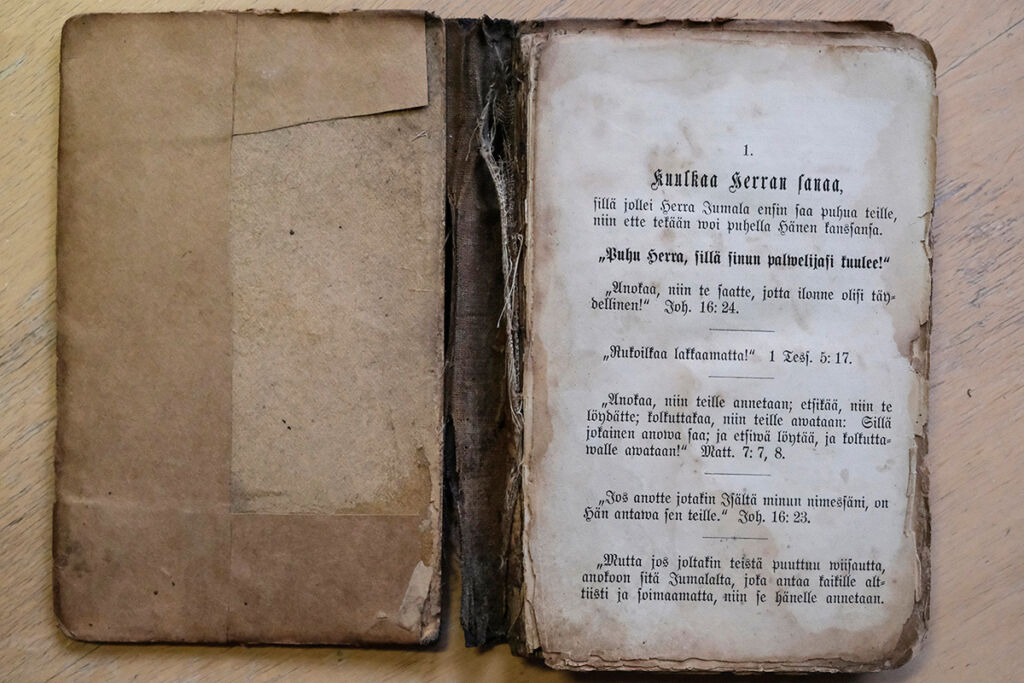 1.
Kuulkaa Herran sanaa,
sillä jollei Herra Jumala ensin saa puhua teille,
niin ette tekään woi puhella Hänen kanssansa.
„Puhu Herra, sillä sinun palwelijasi kuulee!“
„Anokaa, niin te saatte, jotta ilonne olisi täy-
dellinen!“ Joh. 16: 24.
„Rukoilkaa lakkaamatta!“ 1 Tess. 5: 17.
„Anokaa, niin teille annetaan; etsikää, niin te
löydätte; kolkuttakaa, niin teille awataan: Sillä
jokainen anowa saa; ja etsiwä löytää, ja kolkutta-
walle awataan!“ Matt. 7: 7, 8.
„Jos anotte jotakin Isältä minun nimessäni, on
Hän antawa sen teille.“ Joh. 16: 23.
„Mutta jos joltakin teistä puuttuu wiisautta,
anokoon sitä Jumalalta, joka antaa kaikille alt-
tiisti ja soimaamatta, niin se hänelle annetaan.